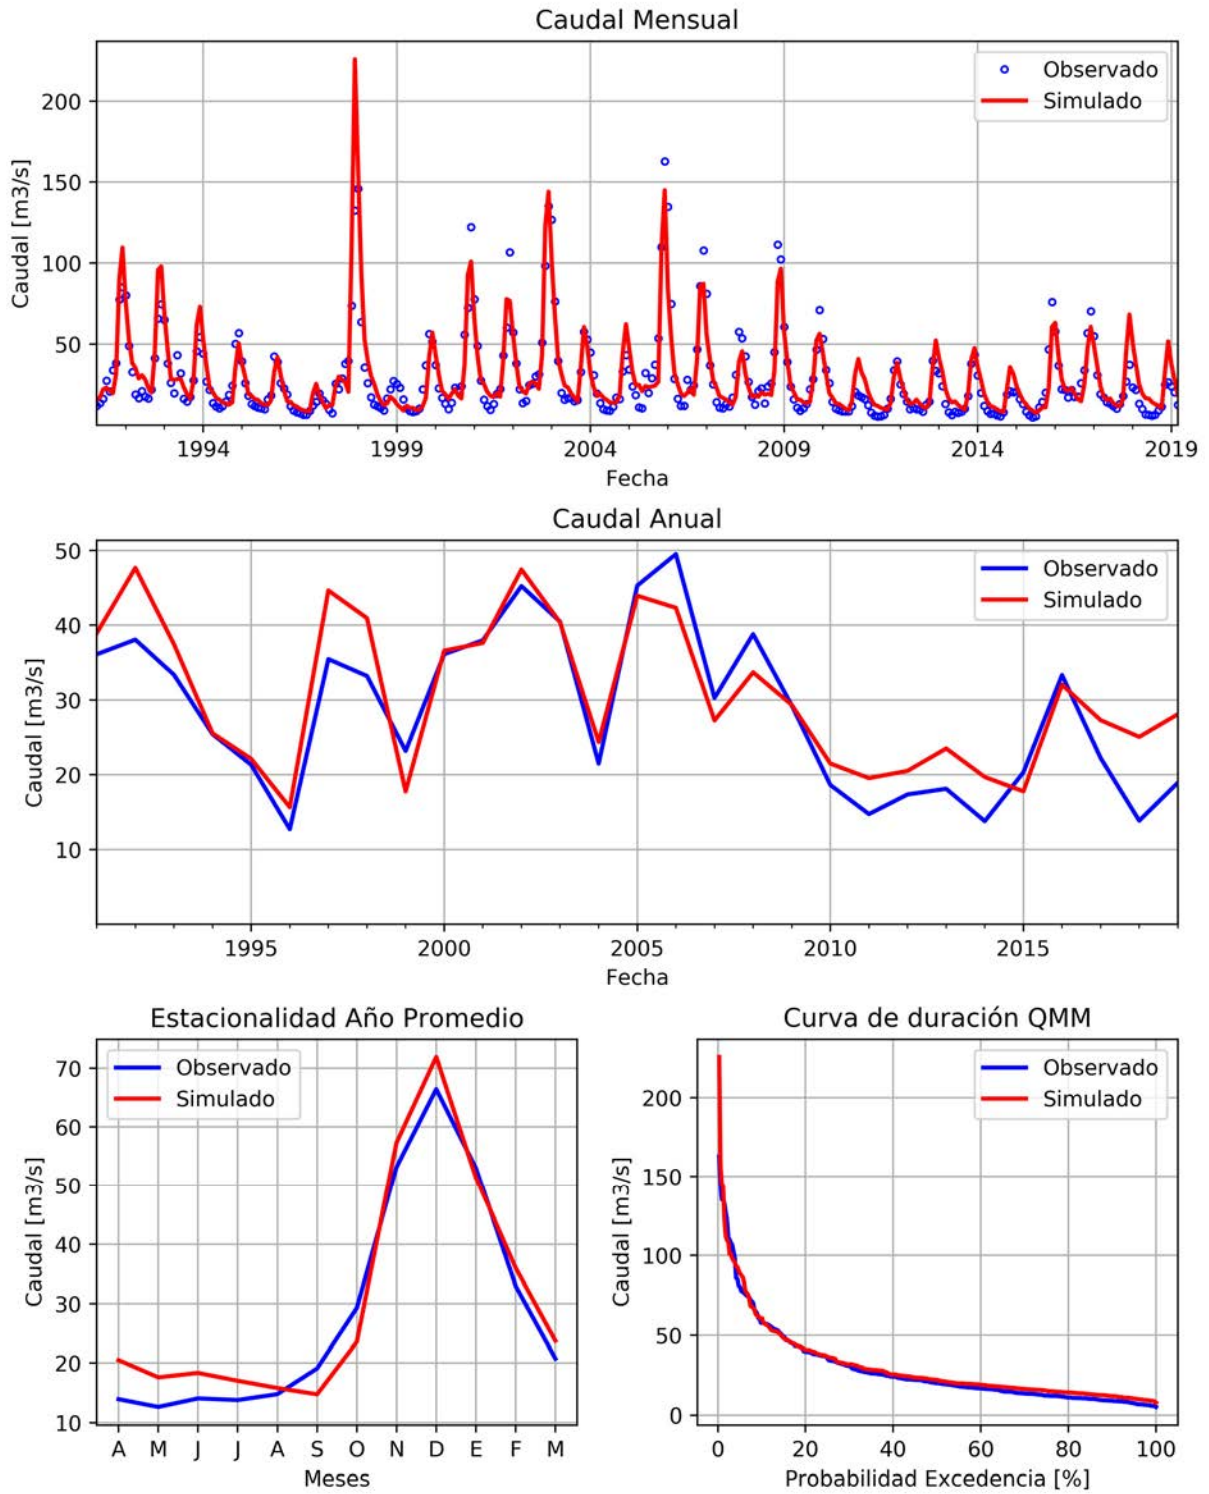 Caudal Mensual
Caudal [m3/s]
200
150
100
50
Observado
Simulado
1994 1999 2004 2009 2014 2019
Fecha
Caudal Anual
Caudal [m3/s]
50
40
30
20
10
Observado
Simulado
1995 2000 2005 2010 2015
Fecha
Estacionalidad Año Promedio
Caudal [m3/s]
70
60
50
40
30
20
10
Observado
Simulado
A M J J A S O N D E F M
Meses
Curva de duración QMM
Caudal [m3/s]
200
150
100
50
0
Observado
Simulado
0 20 40 60 80 100
Probabilidad Excedencia [%]